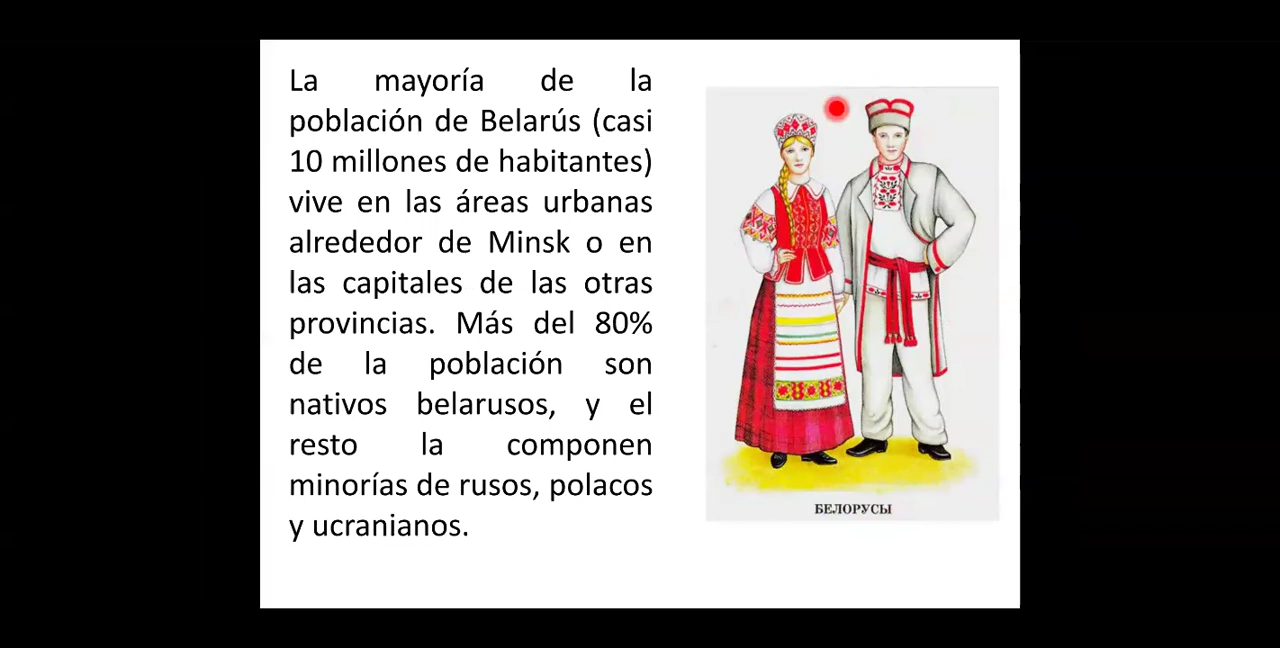 La mayoría de la
población de Belarús (casi
10 millones de habitantes)
vive en las áreas urbanas
alrededor de Minsk o en
las capitales de las otras
provincias. Más del 80%
de la población son
nativos belarusos, y el
resto la componen
minorías de rusos, polacos
y ucranianos.
БЕЛОРУСЫ